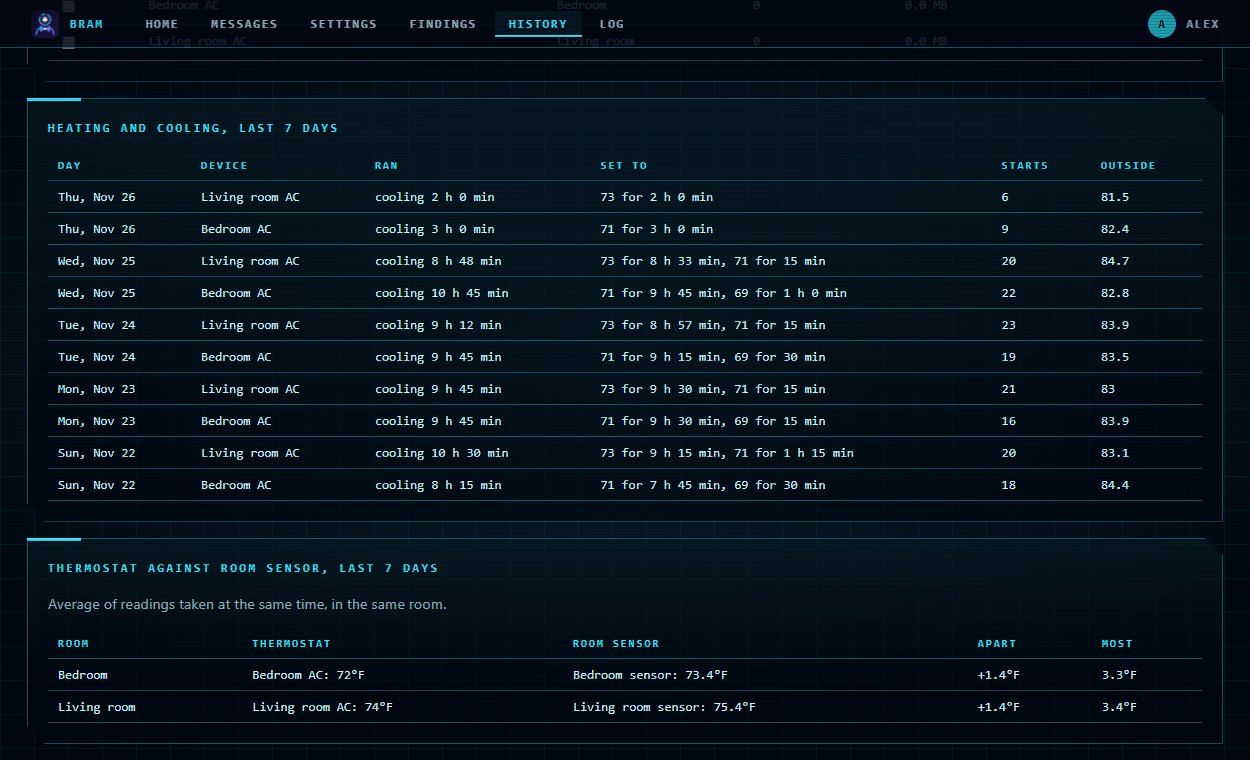 Bedroom AC Bedroom 0 0.0 MB
BRAM HOME MESSAGES SETTINGS FINDINGS HISTORY LOG A ALEX
Living room AC Living room 0 0.0 MB
HEATING AND COOLING, LAST 7 DAYS
DAY DEVICE RAN SET TO STARTS OUTSIDE
Thu, Nov 26 Living room AC cooling 2 h 0 min 73 for 2 h 0 min 6 81.5
Thu, Nov 26 Bedroom AC cooling 3 h 0 min 71 for 3 h 0 min 9 82.4
Wed, Nov 25 Living room AC cooling 8 h 48 min 73 for 8 h 33 min, 71 for 15 min 20 84.7
Wed, Nov 25 Bedroom AC cooling 10 h 45 min 71 for 9 h 45 min, 69 for 1 h 0 min 22 82.8
Tue, Nov 24 Living room AC cooling 9 h 12 min 73 for 8 h 57 min, 71 for 15 min 23 83.9
Tue, Nov 24 Bedroom AC cooling 9 h 45 min 71 for 9 h 15 min, 69 for 30 min 19 83.5
Mon, Nov 23 Living room AC cooling 9 h 45 min 73 for 9 h 30 min, 71 for 15 min 21 83
Mon, Nov 23 Bedroom AC cooling 9 h 45 min 71 for 9 h 30 min, 69 for 15 min 16 83.9
Sun, Nov 22 Living room AC cooling 10 h 30 min 73 for 9 h 15 min, 71 for 1 h 15 min 20 83.1
Sun, Nov 22 Bedroom AC cooling 8 h 15 min 71 for 7 h 45 min, 69 for 30 min 18 84.4
THERMOSTAT AGAINST ROOM SENSOR, LAST 7 DAYS
Average of readings taken at the same time, in the same room.
ROOM THERMOSTAT ROOM SENSOR APART MOST
Bedroom Bedroom AC: 72°F Bedroom sensor: 73.4°F +1.4°F 3.3°F
Living room Living room AC: 74°F Living room sensor: 75.4°F +1.4°F 3.4°F